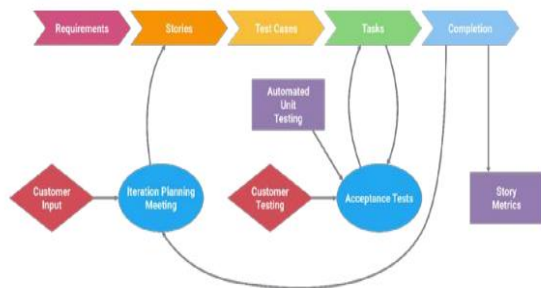 Requirements
Stories
Test Cases
Tasks
Completion
Automated
Unit
Testing
Customer
Input
Iteration Planning
Meeting
Customer
Testing
Acceptance Tests
Story
Metrics